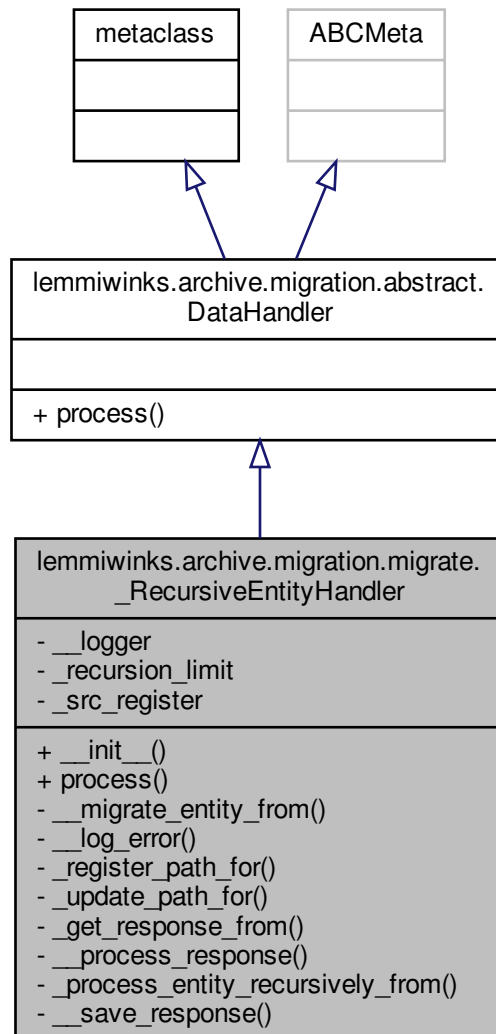 metaclass
ABCMeta
lemmiwinks.archive.migration.abstract.
DataHandler
+ process()
lemmiwinks.archive.migration.migrate.
_RecursiveEntityHandler
- __logger
- _recursion_limit
- _src_register
+ __init__()
+ process()
- __migrate_entity_from()
- __log_error()
- _register_path_for()
- _update_path_for()
- _get_response_from()
- __process_response()
- _process_entity_recursively_from()
- __save_response()